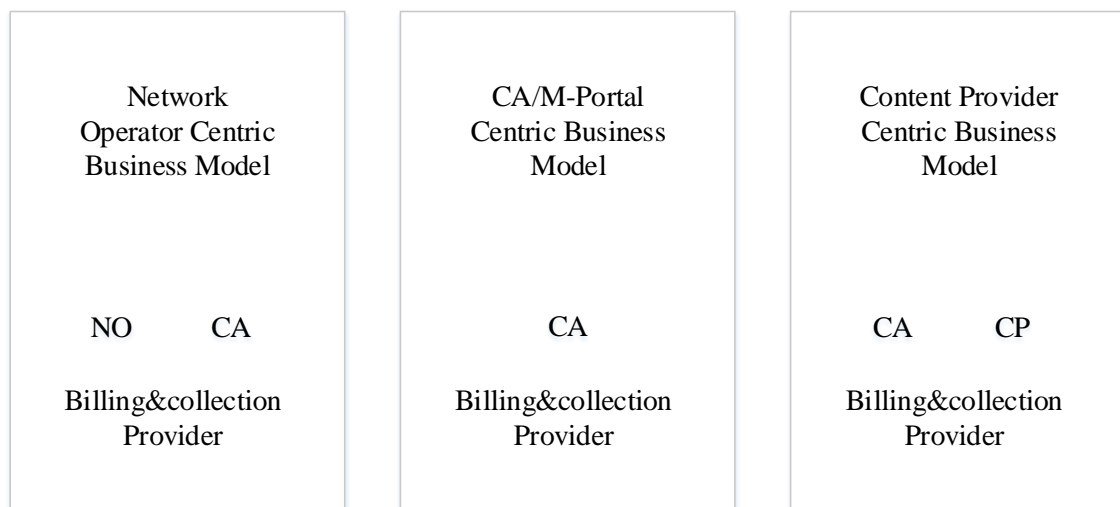 Network
Operator Centric
Business Model
NO CA
Billing&collection
Provider
CA/M-Portal
Centric Business
Model
CA
Billing&collection
Provider
Content Provider
Centric Business
Model
CA CP
Billing&collection
Provider